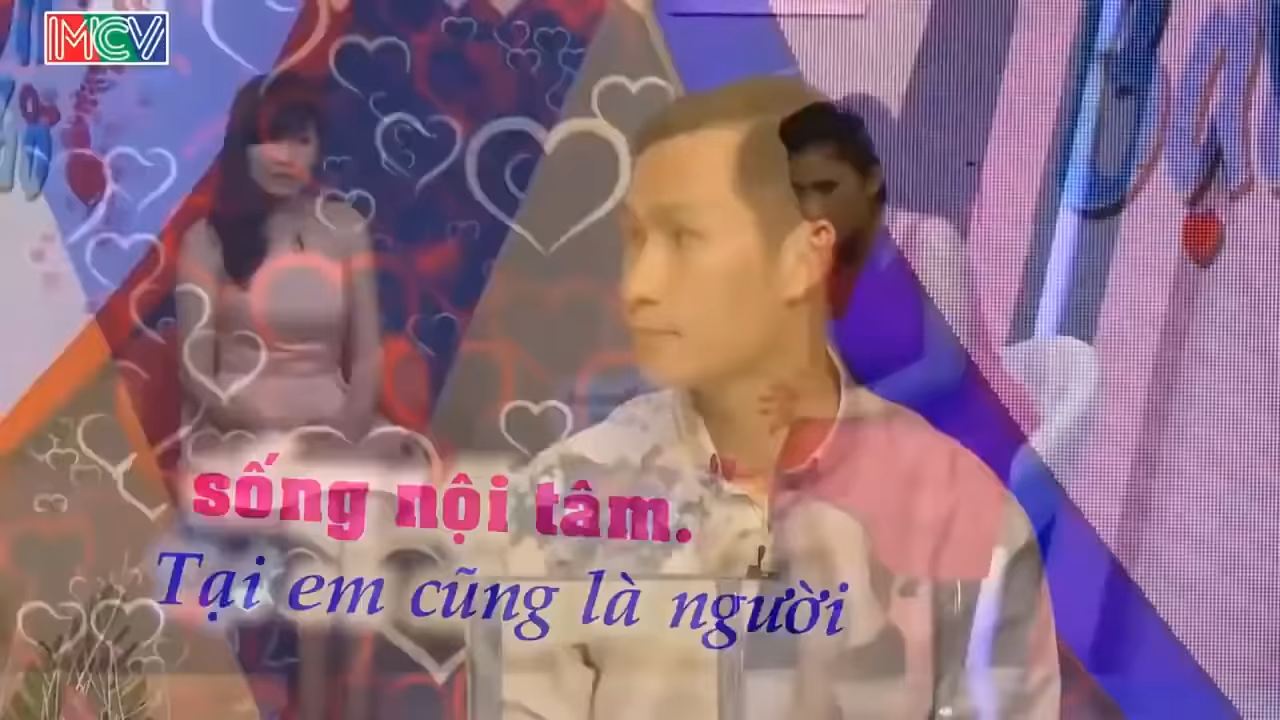 MCV
sống nội tâm.
Tại em cũng là người